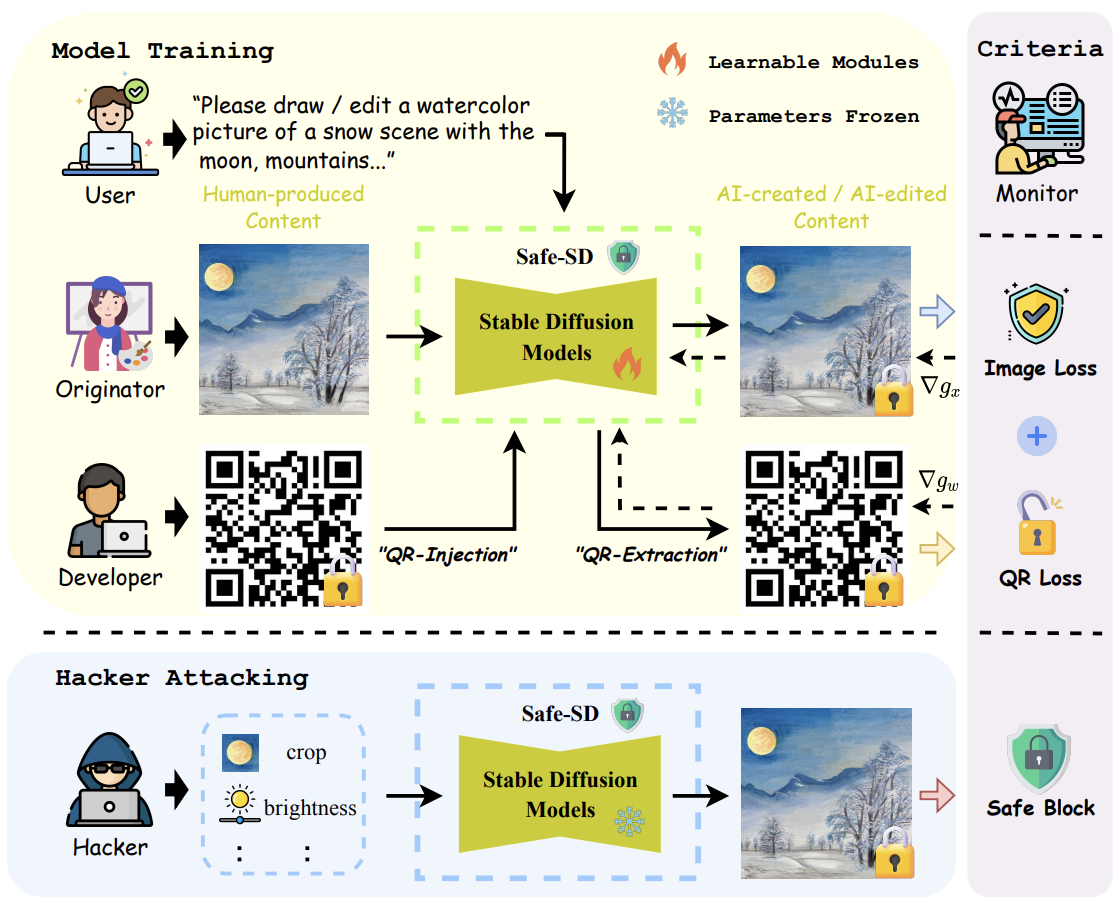 Model Training
Learnable Modules
Parameters Frozen
User
“Please draw / edit a watercolor
picture of a snow scene with the
moon, mountains...”
Human-produced
Content
AI-created / AI-edited
Content
Safe-SD
Stable Diffusion
Models
Originator
∇gₓ
Developer
"QR-Injection"
"QR-Extraction"
∇g_w
Criteria
Monitor
Image Loss
+
QR Loss
Hacker Attacking
Hacker
crop
brightness
:
:
Safe-SD
Stable Diffusion
Models
Safe Block